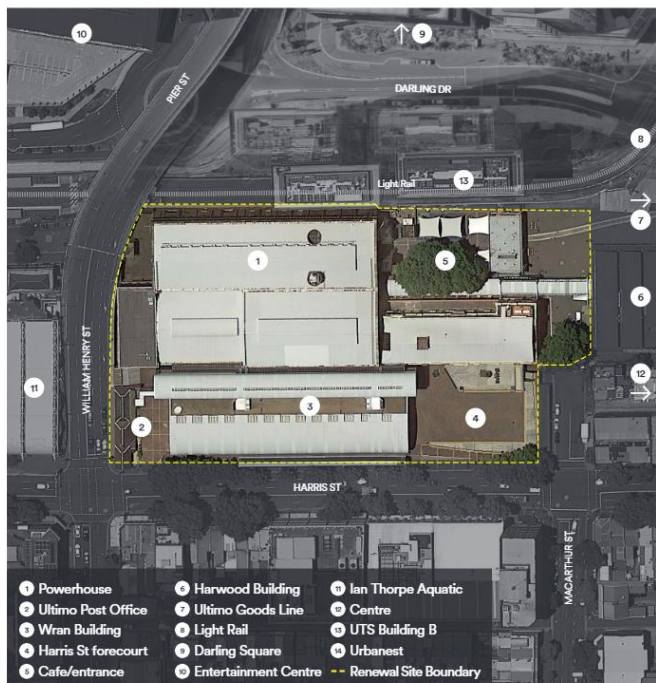 10
9
PIER ST
DARLING DR
8
Light Rail
13
7
1
5
6
WILLIAM HENRY ST
11
12
3
2
4
HARRIS ST
MACARTHUR ST
1 Powerhouse
2 Ultimo Post Office
3 Wran Building
4 Harris St forecourt
5 Cafe/entrance
6 Harwood Building
7 Ultimo Goods Line
8 Light Rail
9 Darling Square
10 Entertainment Centre
11 Ian Thorpe Aquatic
12 Centre
13 UTS Building B
14 Urbanest
Renewal Site Boundary